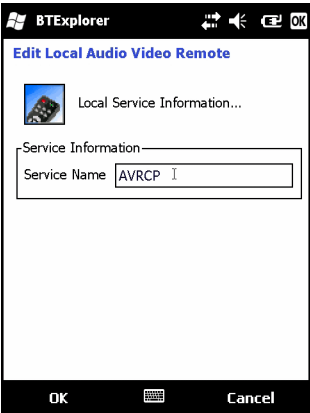 BTExplorer
OK
Edit Local Audio Video Remote
Local Service Information...
Service Information
Service Name AVRCP
OK Cancel